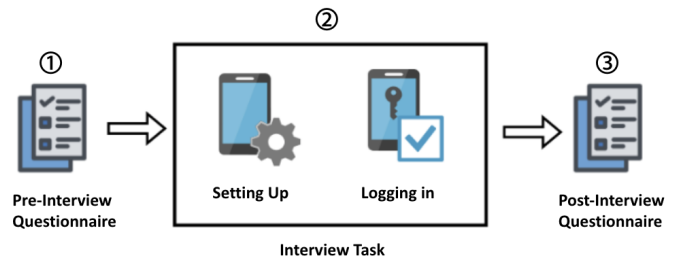 ②
①
③
Setting Up
Logging in
Pre-Interview
Questionnaire
Post-Interview
Questionnaire
Interview Task